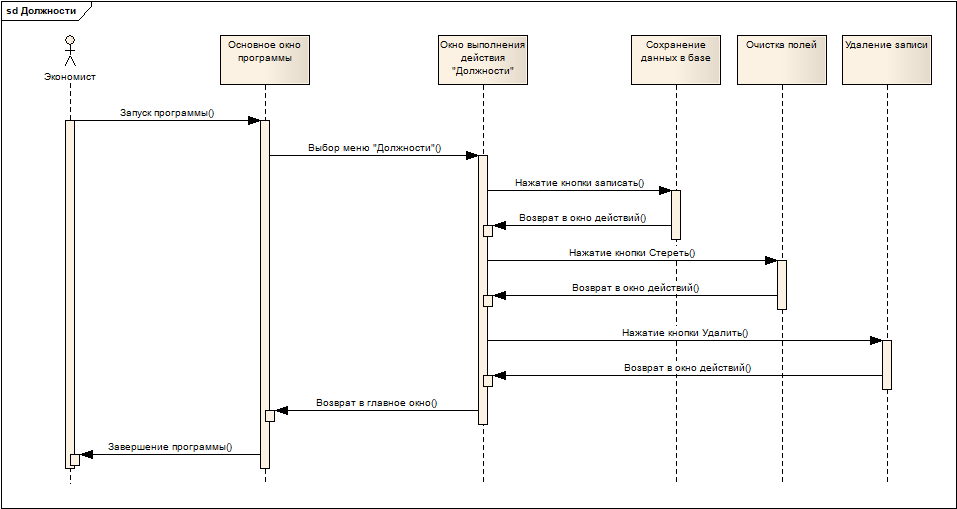 sd Должности
Экономист
Основное окно
программы
Окно выполнения
действия
"Должности"
Сохранение
данных в базе
Очистка полей
Удаление записи
Запуск программы()
Выбор меню "Должности"()
Нажатие кнопки записать()
Возврат в окно действий()
Нажатие кнопки Стереть()
Возврат в окно действий()
Нажатие кнопки Удалить()
Возврат в окно действий()
Возврат в главное окно()
Завершение программы()